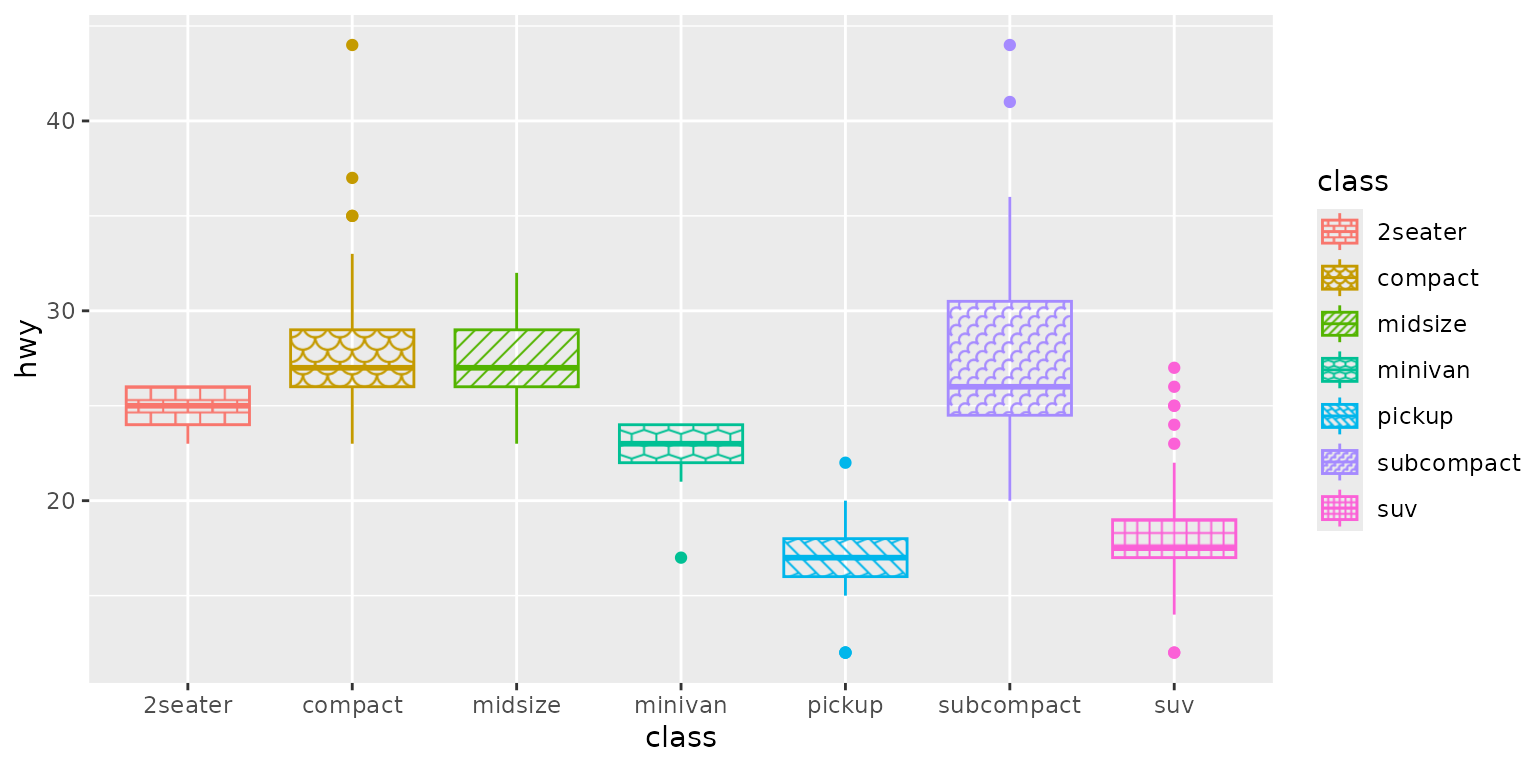 hwy
40
30
20
2seater compact midsize minivan pickup subcompact suv
class
class
2seater
compact
midsize
minivan
pickup
subcompact
suv